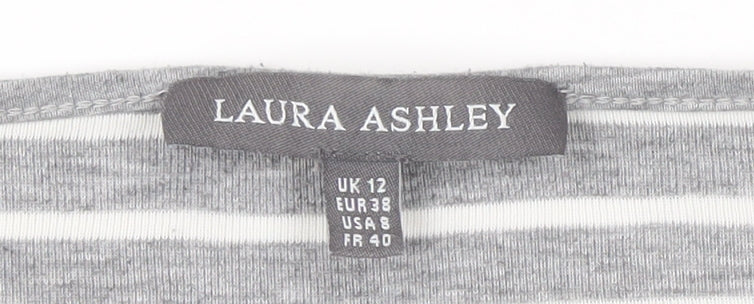 LAURA ASHLEY
UK 12
EUR 38
USA 8
FR 40